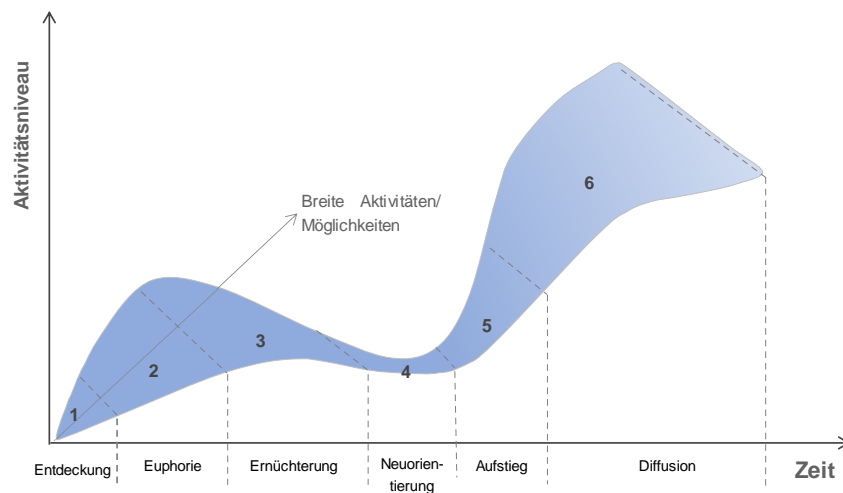 Aktivitätsniveau
Breite Aktivitäten/
Möglichkeiten
6
5
4
3
2
1
Entdeckung
Euphorie
Ernüchterung
Neuorien-
tierung
Aufstieg
Diffusion
Zeit